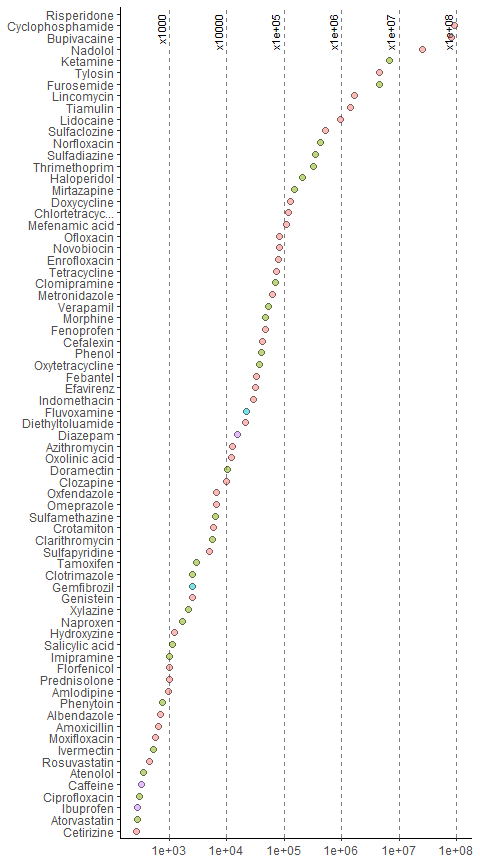 Risperidone
Cyclophosphamide
Bupivacaine
Nadolol
Ketamine
Tylosin
Furosemide
Lincomycin
Tiamulin
Lidocaine
Sulfaclozine
Norfloxacin
Sulfadiazine
Thrimethoprim
Haloperidol
Mirtazapine
Doxycycline
Chlortetracyc...
Mefenamic acid
Ofloxacin
Novobiocin
Enrofloxacin
Tetracycline
Clomipramine
Metronidazole
Verapamil
Morphine
Fenoprofen
Cefalexin
Phenol
Oxytetracycline
Febantel
Efavirenz
Indomethacin
Fluvoxamine
Diethyltoluamide
Diazepam
Azithromycin
Oxolinic acid
Doramectin
Clozapine
Oxfendazole
Omeprazole
Sulfamethazine
Crotamiton
Clarithromycin
Sulfapyridine
Tamoxifen
Clotrimazole
Gemfibrozil
Genistein
Xylazine
Naproxen
Hydroxyzine
Salicylic acid
Imipramine
Florfenicol
Prednisolone
Amlodipine
Phenytoin
Albendazole
Amoxicillin
Moxifloxacin
Ivermectin
Rosuvastatin
Atenolol
Caffeine
Ciprofloxacin
Ibuprofen
Atorvastatin
Cetirizine
x1000
x10000
x1e+05
x1e+06
x1e+07
x1e+08
1e+03 1e+04 1e+05 1e+06 1e+07 1e+08